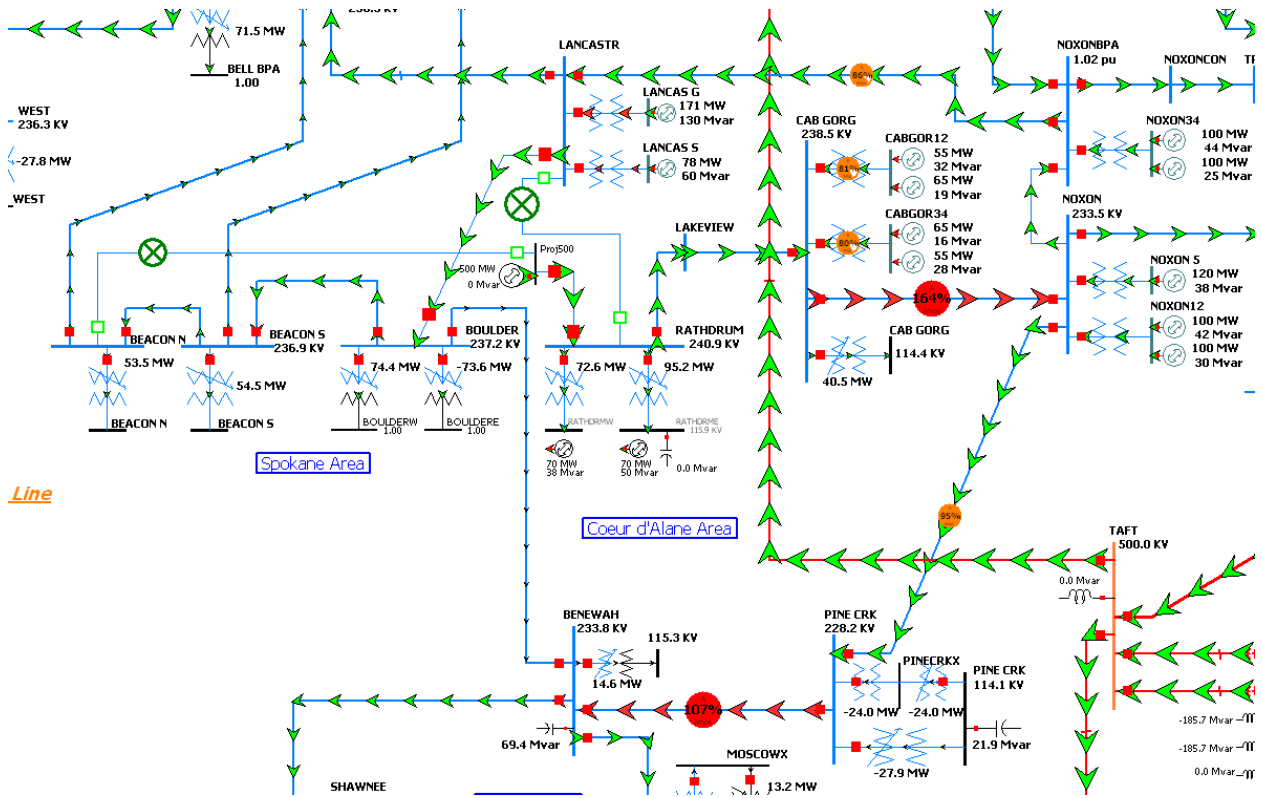 71.5 MW
BELL BPA
1.00
WEST
236.3 KV
-27.8 MW
WEST
LANCASTR
LANCAS G
171 MW
130 Mvar
LANCAS S
78 MW
60 Mvar
86%
NOXONBPA
1.02 pu
NOXONCON
CAB GORG
238.5 KV
CABGOR12
55 MW
32 Mvar
65 MW
19 Mvar
81%
CABGOR34
65 MW
16 Mvar
55 MW
28 Mvar
80%
NOXON34
100 MW
44 Mvar
100 MW
25 Mvar
NOXON
233.5 KV
NOXON 5
120 MW
38 Mvar
NOXON12
100 MW
42 Mvar
100 MW
30 Mvar
164%
CAB GORG
114.4 KV
40.5 MW
LAKEVIEW
Proj500
500 MW
0 Mvar
BEACON N
53.5 MW
BEACON S
236.9 KV
54.5 MW
BOULDER
237.2 KV
74.4 MW
-73.6 MW
RATHDRUM
240.9 KV
72.6 MW
95.2 MW
BEACON N
BEACON S
BOULDERW
1.00
BOULDERE
1.00
RATHDRMW
RATHDRME
115.9 KV
70 MW
38 Mvar
70 MW
50 Mvar
0.0 Mvar
Spokane Area
Line
Coeur d'Alane Area
95%
TAFT
500.0 KV
0.0 Mvar
BENEWAH
233.8 KV
115.3 KV
14.6 MW
107%
69.4 Mvar
PINE CRK
228.2 KV
PINECRKX
PINE CRK
114.1 KV
-24.0 MW
-24.0 MW
21.9 Mvar
-27.9 MW
MOSCOWX
13.2 MW
SHAWNEE
-185.7 Mvar
-185.7 Mvar
0.0 Mvar